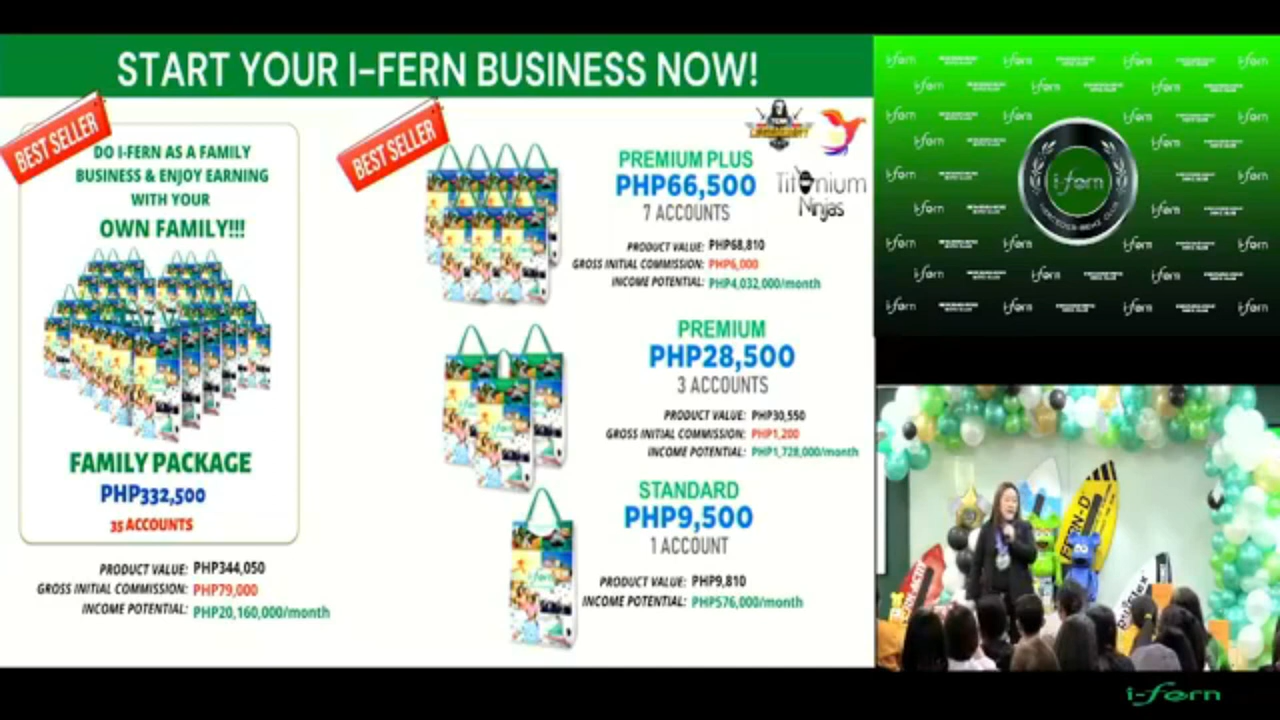 START YOUR I-FERN BUSINESS NOW!
BEST SELLER
DO I-FERN AS A FAMILY
BUSINESS & ENJOY EARNING
WITH YOUR
OWN FAMILY!!!
FAMILY PACKAGE
PHP332,500
35 ACCOUNTS
PRODUCT VALUE: PHP344,050
GROSS INITIAL COMMISSION: PHP79,000
INCOME POTENTIAL: PHP20,160,000/month
BEST SELLER
PREMIUM PLUS
PHP66,500
7 ACCOUNTS
PRODUCT VALUE: PHP68,810
GROSS INITIAL COMMISSION: PHP6,000
INCOME POTENTIAL: PHP4,032,000/month
TEAM
LEGENDARY
Titanium
Ninjas
PREMIUM
PHP28,500
3 ACCOUNTS
PRODUCT VALUE: PHP30,550
GROSS INITIAL COMMISSION: PHP1,200
INCOME POTENTIAL: PHP1,728,000/month
STANDARD
PHP9,500
1 ACCOUNT
PRODUCT VALUE: PHP9,810
INCOME POTENTIAL: PHP576,000/month
i-fern
MERCEDES-BENZ CLUB
i-fern